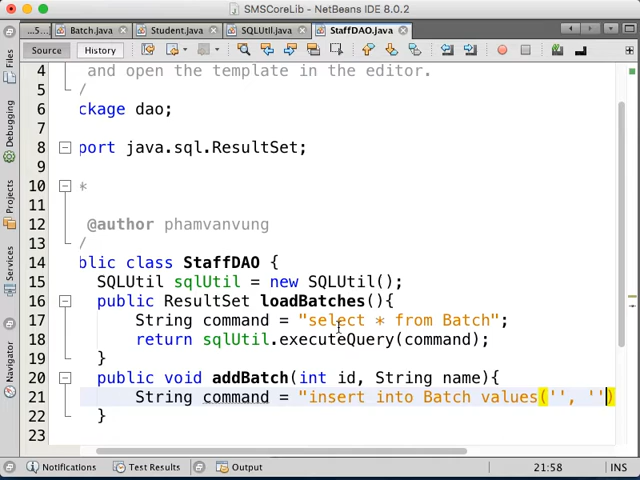 SMSCoreLib - NetBeans IDE 8.0.2
...5... Batch.java Student.java SQLUtil.java StaffDAO.java
Source History
4 and open the template in the editor.
5 /
6 ckage dao;
7
8 port java.sql.ResultSet;
9
10 *
11
12 @author phamvanvung
13 /
14 blic class StaffDAO {
15 SQLUtil sqlUtil = new SQLUtil();
16 public ResultSet loadBatches(){
17 String command = "select * from Batch";
18 return sqlUtil.executeQuery(command);
19 }
20 public void addBatch(int id, String name){
21 String command = "insert into Batch values('', '')
22 }
23
Files
Debugging
Projects
Services
Navigator
Notifications Test Results Output 21:58 INS